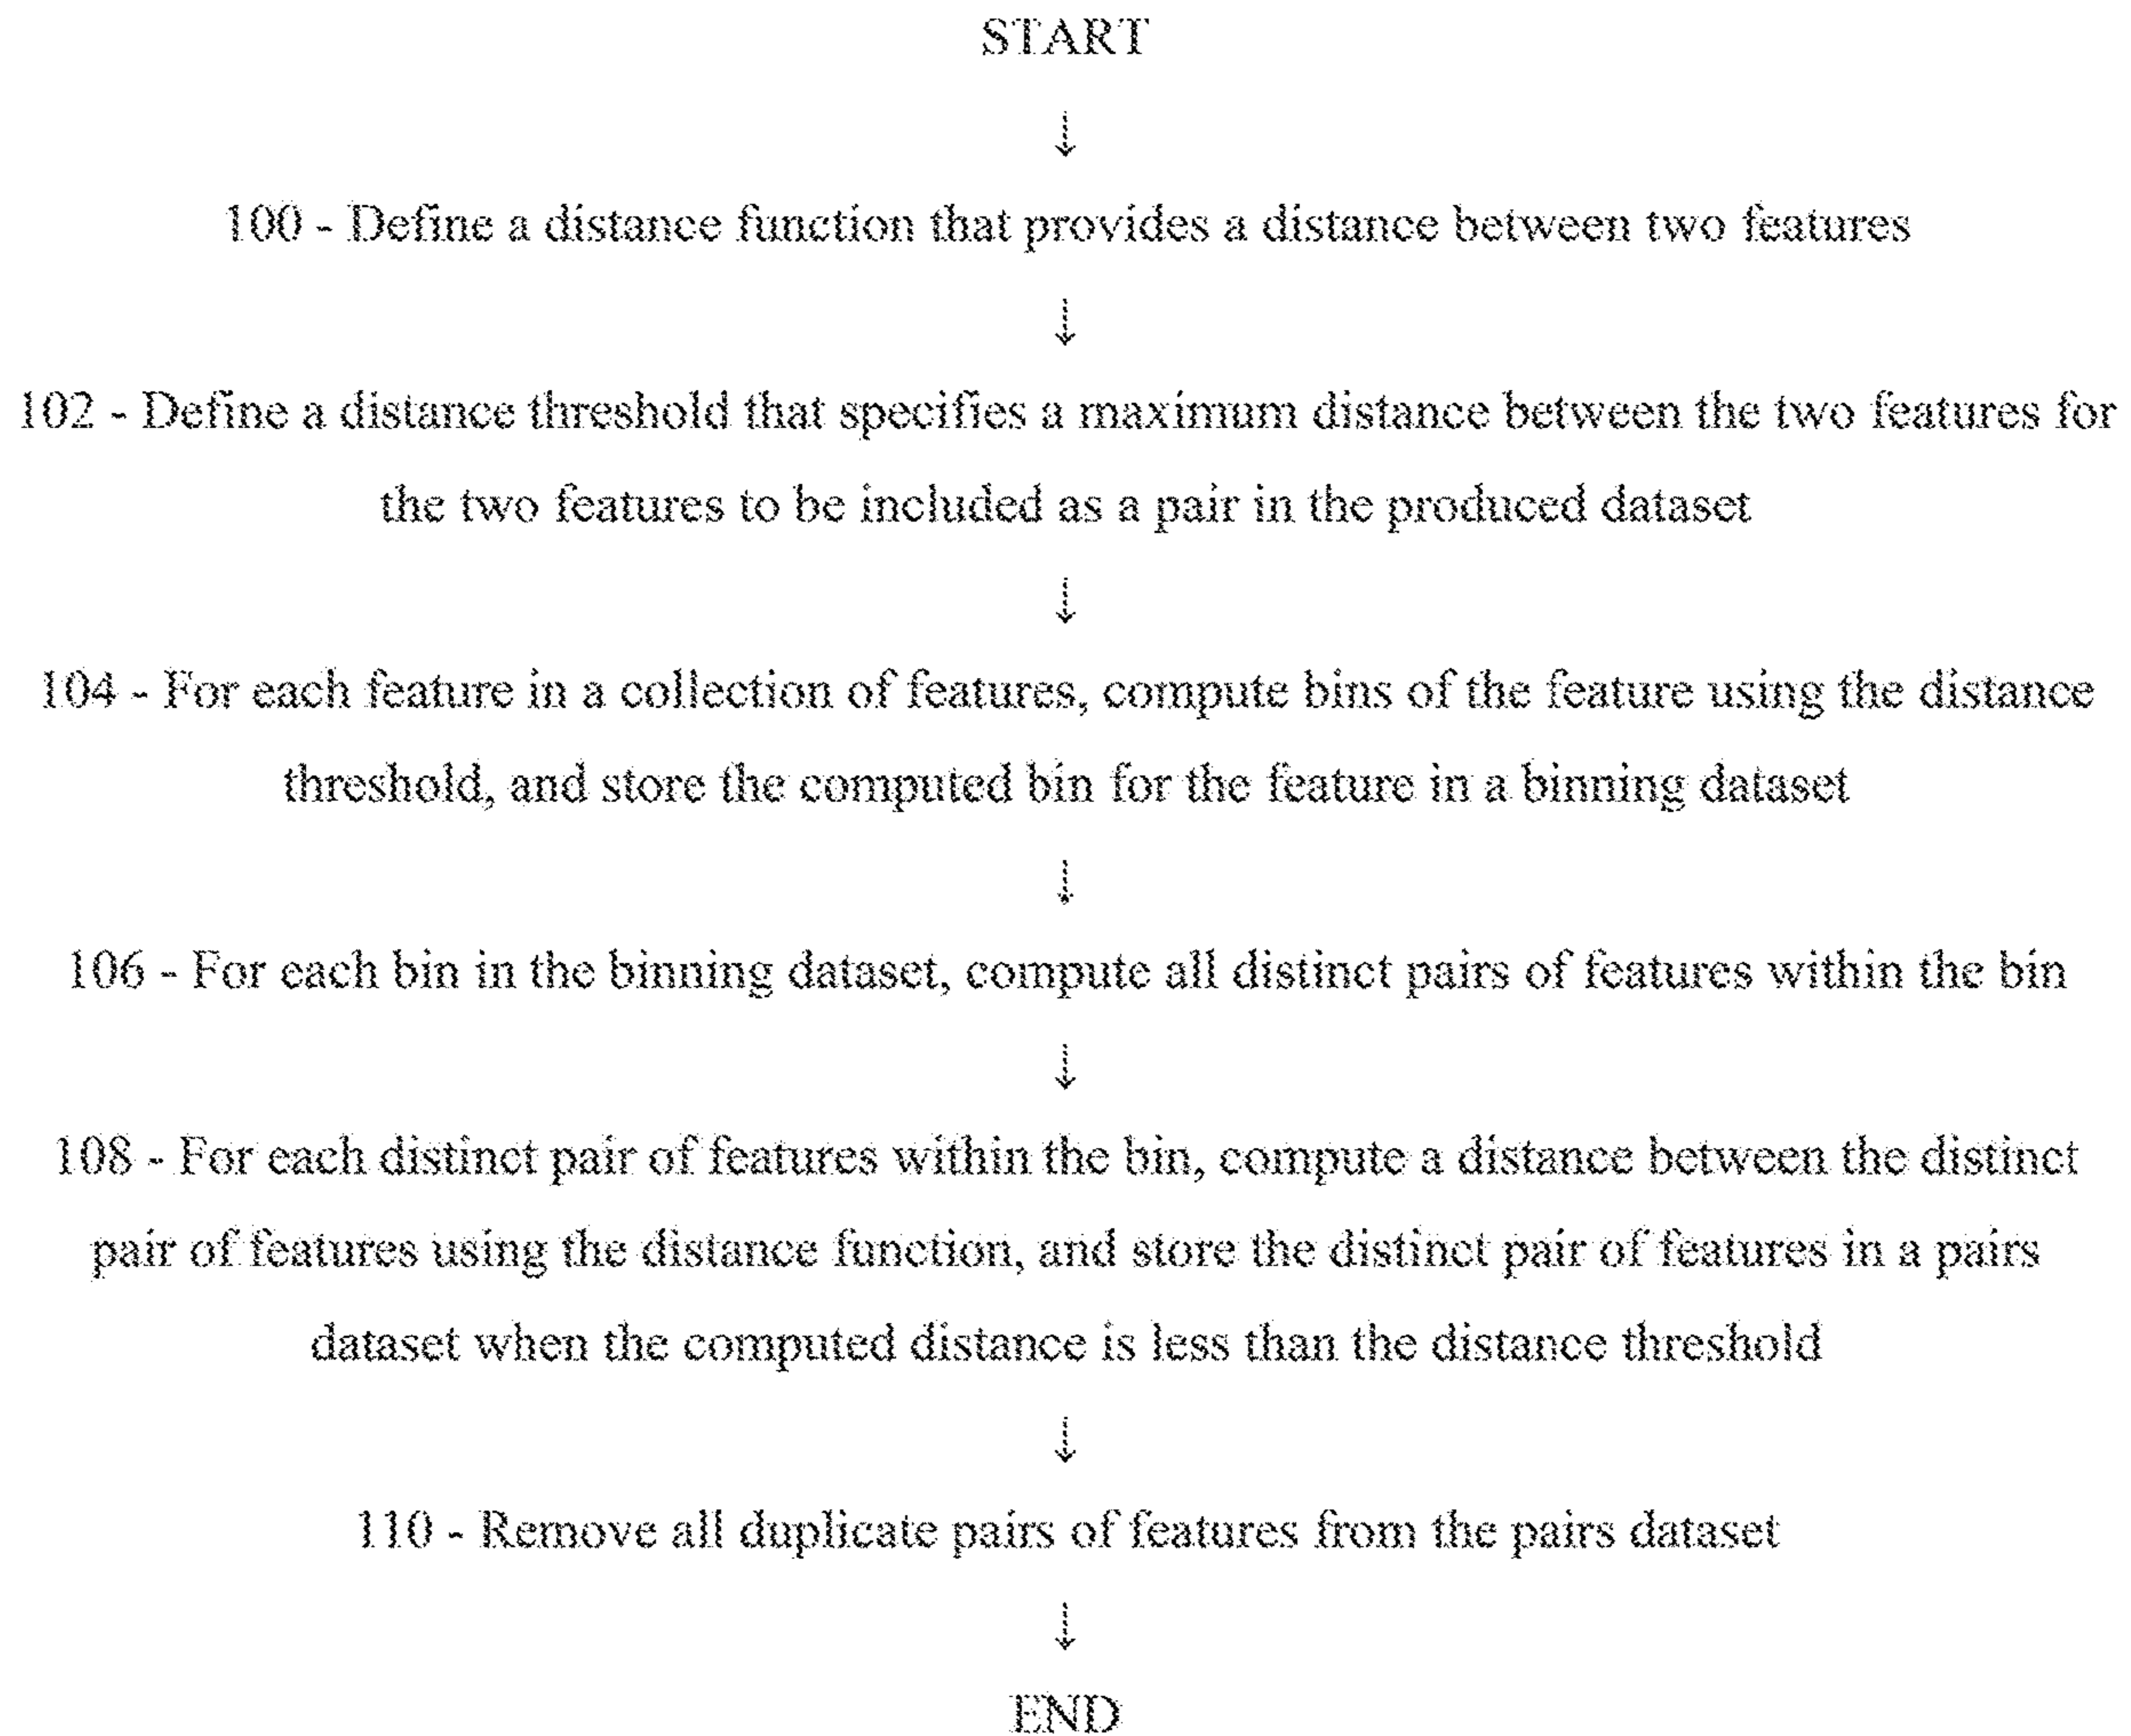 START
↓
100 - Define a distance function that provides a distance between two features
↓
102 - Define a distance threshold that specifies a maximum distance between the two features for
the two features to be included as a pair in the produced dataset
↓
104 - For each feature in a collection of features, compute bins of the feature using the distance
threshold, and store the computed bin for the feature in a binning dataset
↓
106 - For each bin in the binning dataset, compute all distinct pairs of features within the bin
↓
108 - For each distinct pair of features within the bin, compute a distance between the distinct
pair of features using the distance function, and store the distinct pair of features in a pairs
dataset when the computed distance is less than the distance threshold
↓
110 - Remove all duplicate pairs of features from the pairs dataset
↓
END